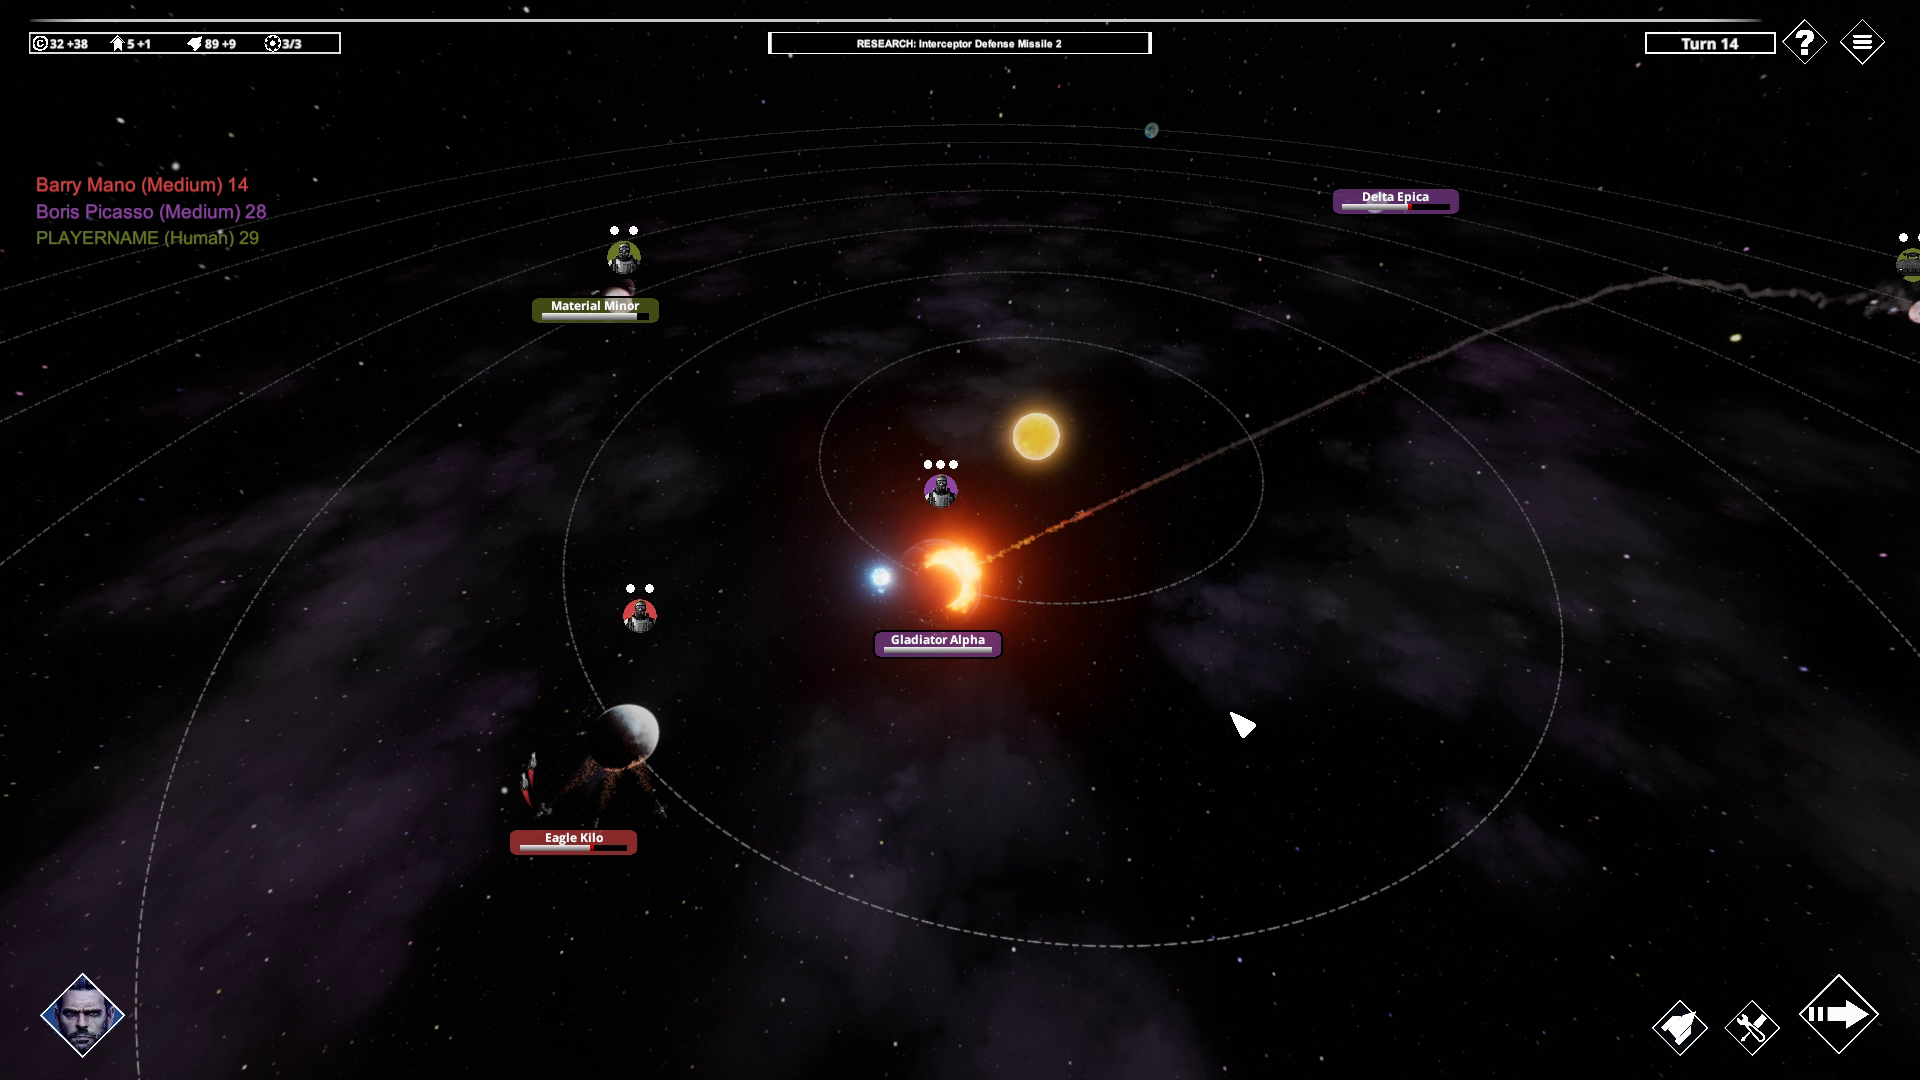 32 +38 5 +1 89 +9 3/3
RESEARCH: Interceptor Defense Missile 2
Turn 14
?
Barry Mano (Medium) 14
Boris Picasso (Medium) 28
PLAYERNAME (Human) 29
Delta Epica
Material Minor
Gladiator Alpha
Eagle Kilo